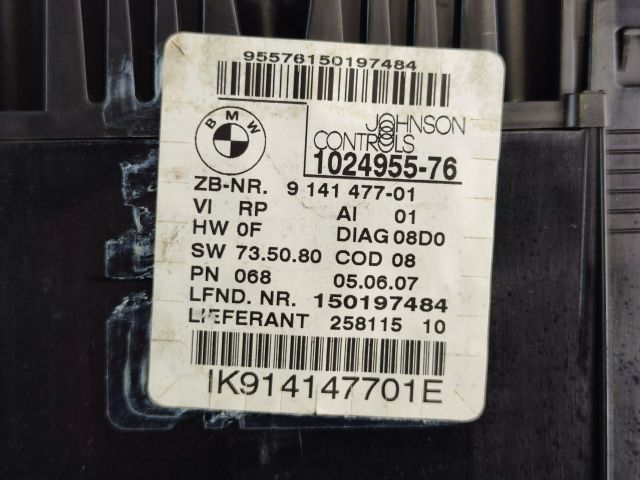 95576150197484
BMW
JOHNSON
CONTROLS
1024955-76
ZB-NR. 9 141 477-01
VI RP AI 01
HW 0F DIAG 08D0
SW 73.50.80 COD 08
PN 068 05.06.07
LFND. NR. 150197484
LIEFERANT 258115 10
IK914147701E